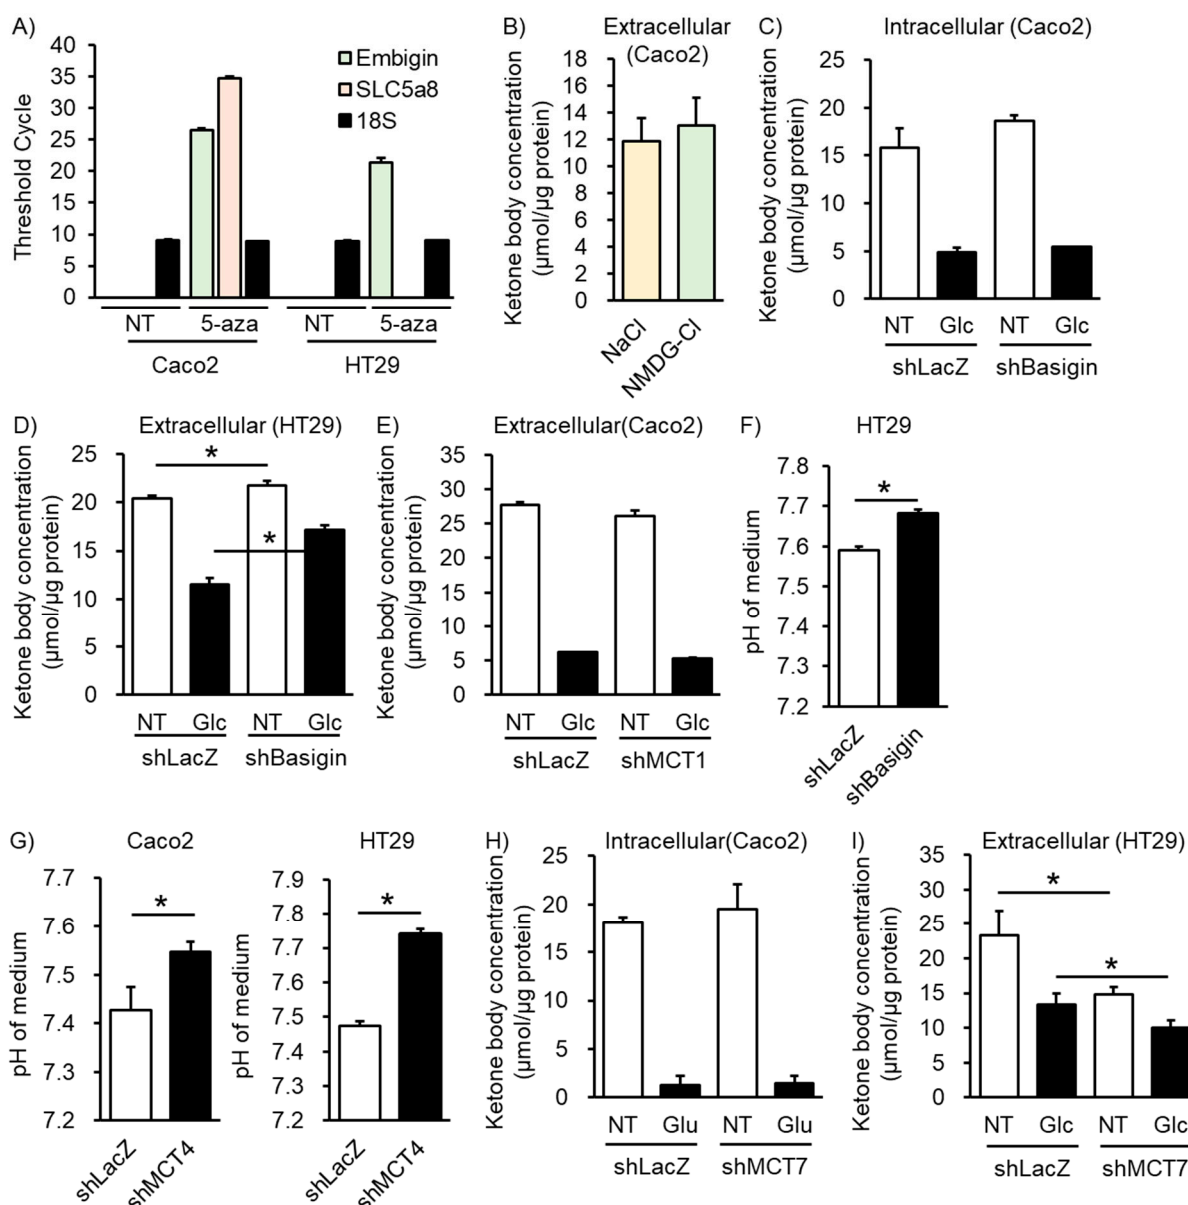 A)
40
35
30
25
20
15
10
5
0
Threshold Cycle
Embigin
SLC5a8
18S
NT
5-aza
NT
5-aza
Caco2
HT29
B)
Extracellular
(Caco2)
Ketone body concentration
(μmol/μg protein)
18
16
14
12
10
8
6
4
2
0
NaCl
NMDG-Cl
C)
Intracellular (Caco2)
Ketone body concentration
(μmol/μg protein)
25
20
15
10
5
0
NT
Glc
NT
Glc
shLacZ
shBasigin
D)
Extracellular (HT29)
Ketone body concentration
(μmol/μg protein)
25
20
15
10
5
0
*
*
NT
Glc
NT
Glc
shLacZ
shBasigin
E)
Extracellular(Caco2)
Ketone body concentration
(μmol/μg protein)
35
30
25
20
15
10
5
0
NT
Glc
NT
Glc
shLacZ
shMCT1
F)
HT29
pH of medium
7.8
7.7
7.6
7.5
7.4
7.3
7.2
*
shLacZ
shBasigin
G)
Caco2
pH of medium
7.7
7.6
7.5
7.4
7.3
7.2
*
shLacZ
shMCT4
HT29
pH of medium
7.9
7.8
7.7
7.6
7.5
7.4
7.3
7.2
*
shLacZ
shMCT4
H)
Intracellular(Caco2)
Ketone body concentration
(μmol/μg protein)
25
20
15
10
5
0
NT
Glu
NT
Glu
shLacZ
shMCT7
I)
Extracellular (HT29)
Ketone body concentration
(μmol/μg protein)
35
30
25
20
15
10
5
0
*
*
NT
Glc
NT
Glc
shLacZ
shMCT7